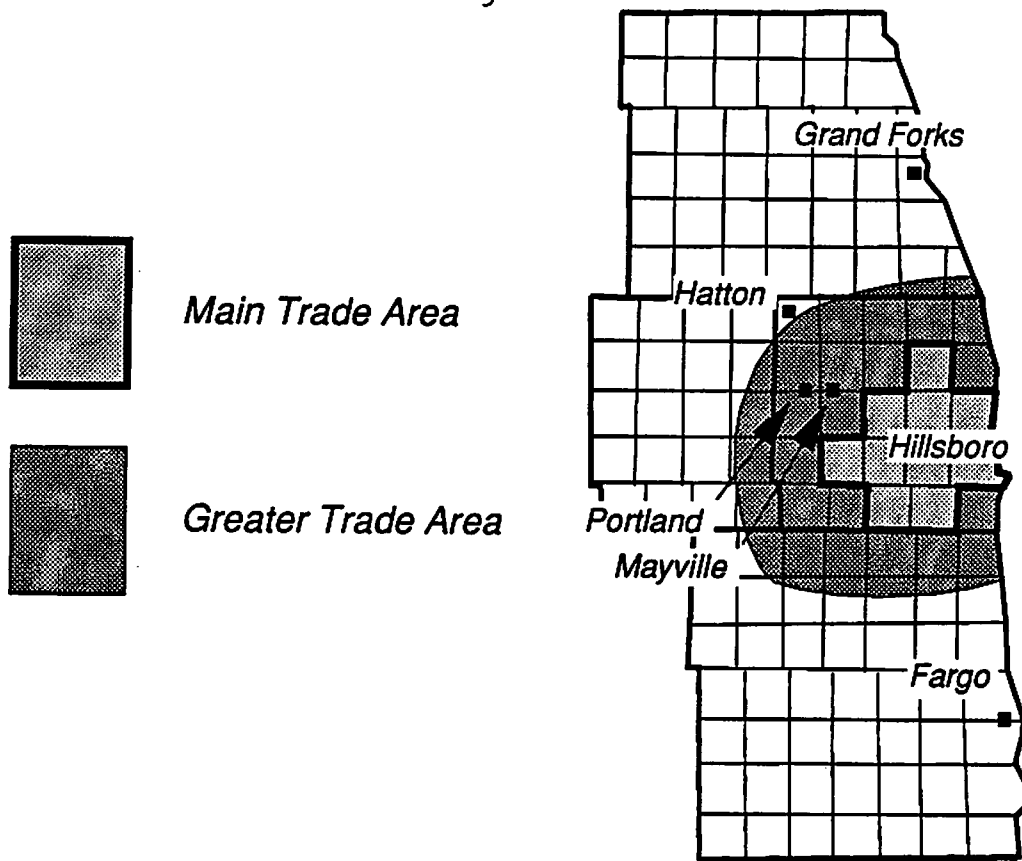 Grand Forks
Hatton
Main Trade Area
Hillsboro
Greater Trade Area
Portland
Mayville
Fargo